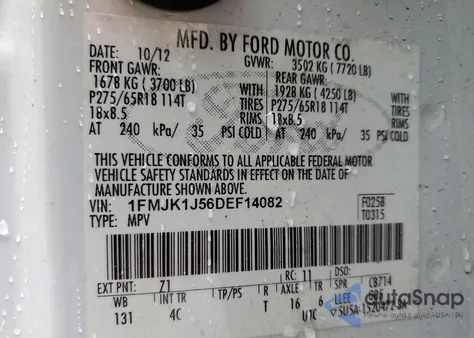 MFD. BY FORD MOTOR CO.
DATE: 10/12 GVWR: 3502 KG (7720 LB)
FRONT GAWR: REAR GAWR:
1678 KG (3700 LB) WITH 1928 KG (4250 LB) WITH
P275/65R18 114T TIRES P275/65R18 114T TIRES
18x8.5 RIMS 18x8.5 RIMS
AT 240 kPa/ 35 PSI COLD AT 240 kPa/ 35 PSI COLD
THIS VEHICLE CONFORMS TO ALL APPLICABLE FEDERAL MOTOR
VEHICLE SAFETY STANDARDS IN EFFECT ON THE DATE OF
MANUFACTURE SHOWN ABOVE.
VIN: 1FMJK1J56DEF14082 F0258
TYPE: MPV T0315
EXT PNT: Z1 RC: 11 DSO:
WB INT TR TP/PS R AXLE TR SPR CB714
131 4C T 16 6 LLEE
UTC
autoSnap